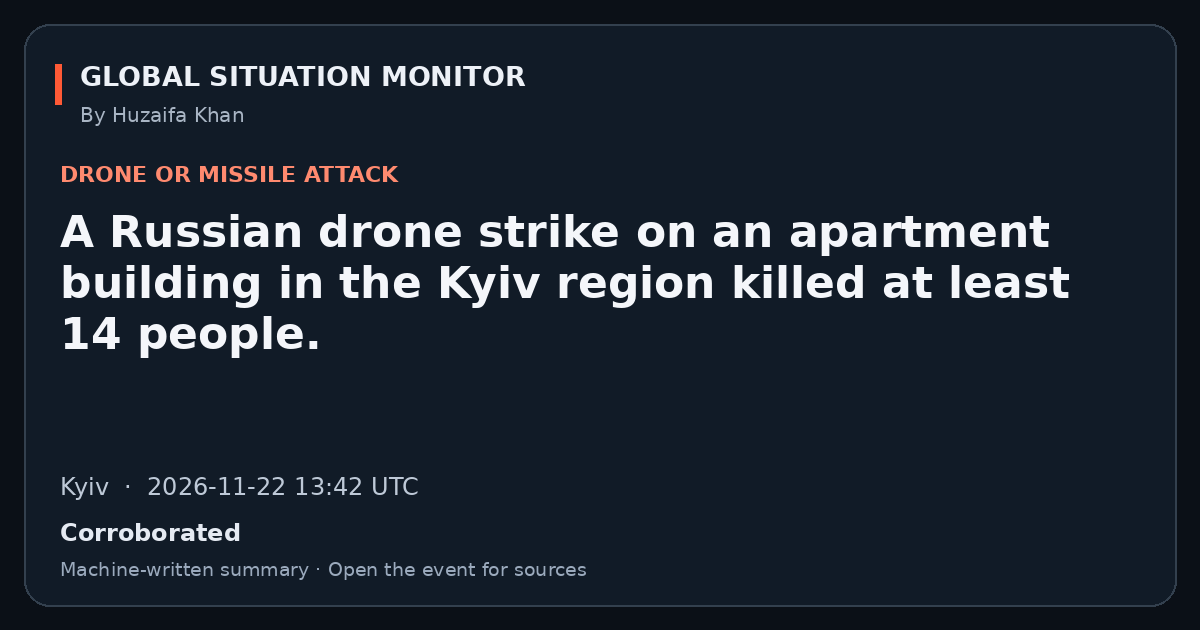 GLOBAL SITUATION MONITOR
By Huzaifa Khan
DRONE OR MISSILE ATTACK
A Russian drone strike on an apartment
building in the Kyiv region killed at least
14 people.
Kyiv · 2026-11-22 13:42 UTC
Corroborated
Machine-written summary · Open the event for sources